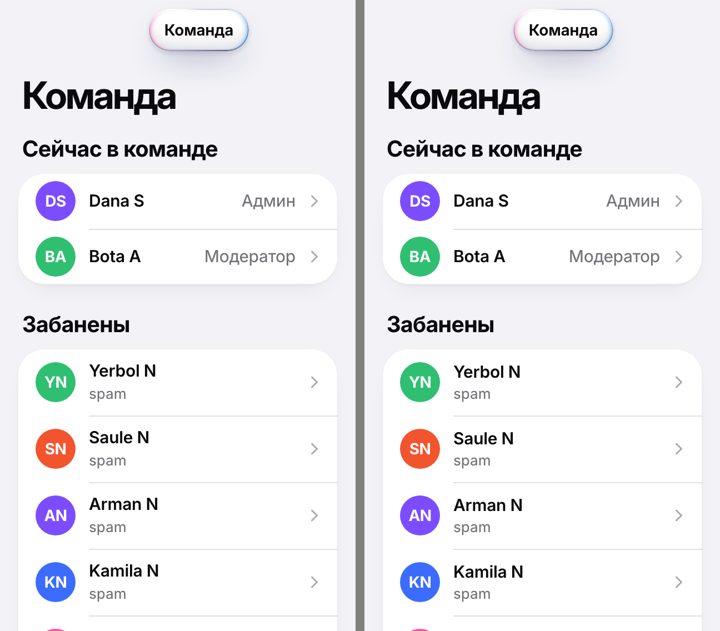 Команда
Команда
Сейчас в команде
DS Dana S Админ
BA Bota A Модератор
Забанены
YN Yerbol N
spam
SN Saule N
spam
AN Arman N
spam
KN Kamila N
spam
Команда
Команда
Сейчас в команде
DS Dana S Админ
BA Bota A Модератор
Забанены
YN Yerbol N
spam
SN Saule N
spam
AN Arman N
spam
KN Kamila N
spam